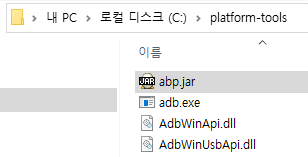 내 PC > 로컬 디스크 (C:) > platform-tools
이름
abp.jar
adb.exe
AdbWinApi.dll
AdbWinUsbApi.dll